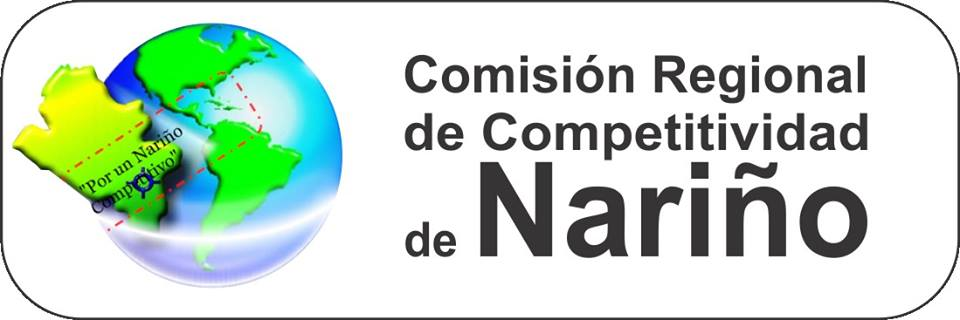 "Por un Nariño
Competitivo"
Comisión Regional
de Competitividad
de Nariño